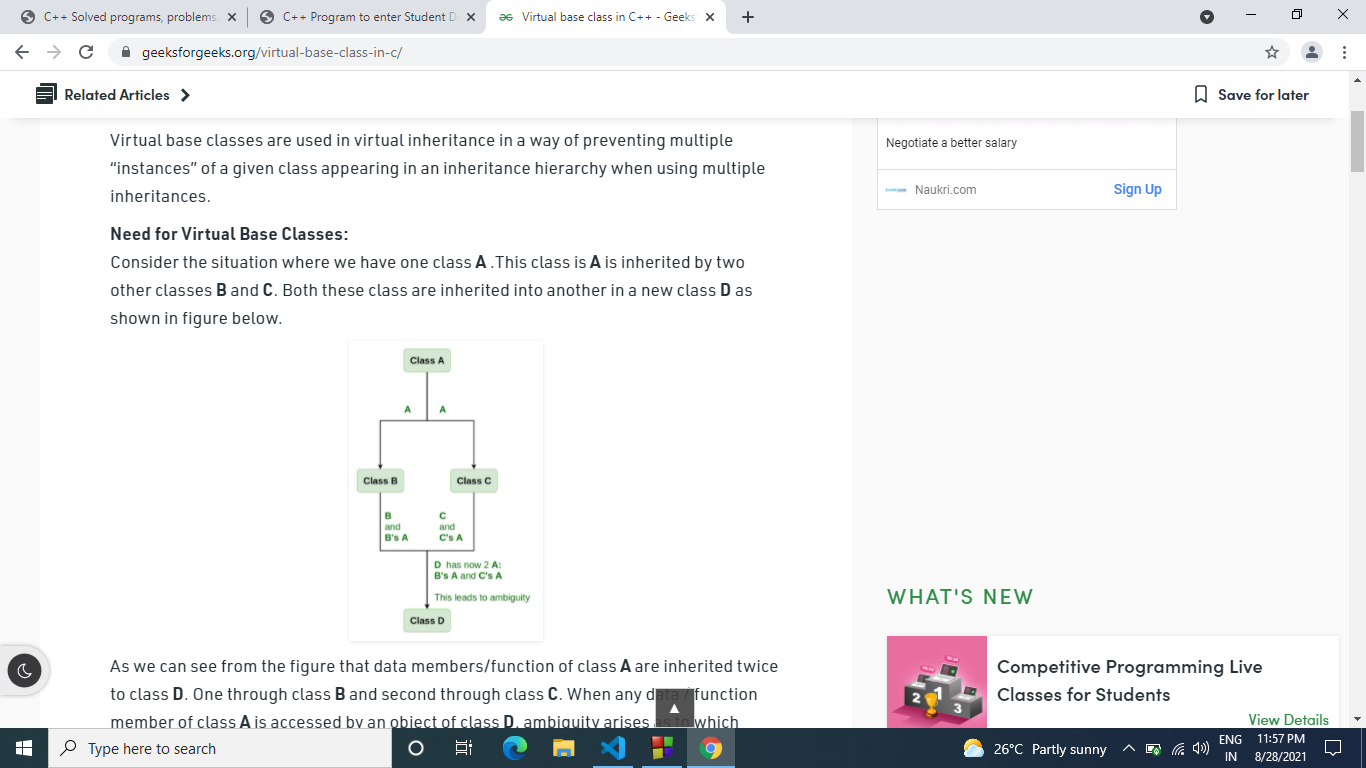 C++ Solved programs, problems
C++ Program to enter Student D
Virtual base class in C++ - Geeks
geeksforgeeks.org/virtual-base-class-in-c/
Related Articles
Save for later
Virtual base classes are used in virtual inheritance in a way of preventing multiple
“instances” of a given class appearing in an inheritance hierarchy when using multiple
inheritances.
Need for Virtual Base Classes:
Consider the situation where we have one class A .This class is A is inherited by two
other classes B and C. Both these class are inherited into another in a new class D as
shown in figure below.
Class A
A A
Class B Class C
B
and
B's A
C
and
C's A
D has now 2 A:
B's A and C's A
This leads to ambiguity
Class D
As we can see from the figure that data members/function of class A are inherited twice
to class D. One through class B and second through class C. When any data / function
member of class A is accessed by an object of class D, ambiguity arises as to which
Negotiate a better salary
Naukri.com Sign Up
WHAT'S NEW
2 1 3
Competitive Programming Live
Classes for Students
View Details
Type here to search
26°C Partly sunny
ENG
IN
11:57 PM
8/28/2021